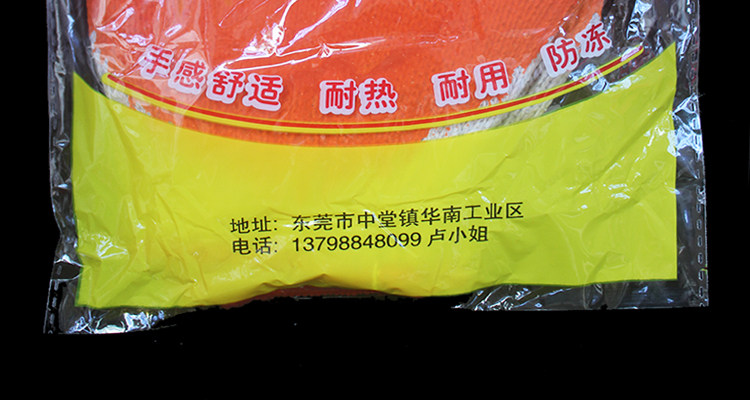 手感舒适 耐热 耐用 防冻
地址: 东莞市中堂镇华南工业区
电话: 13798848099 卢小姐